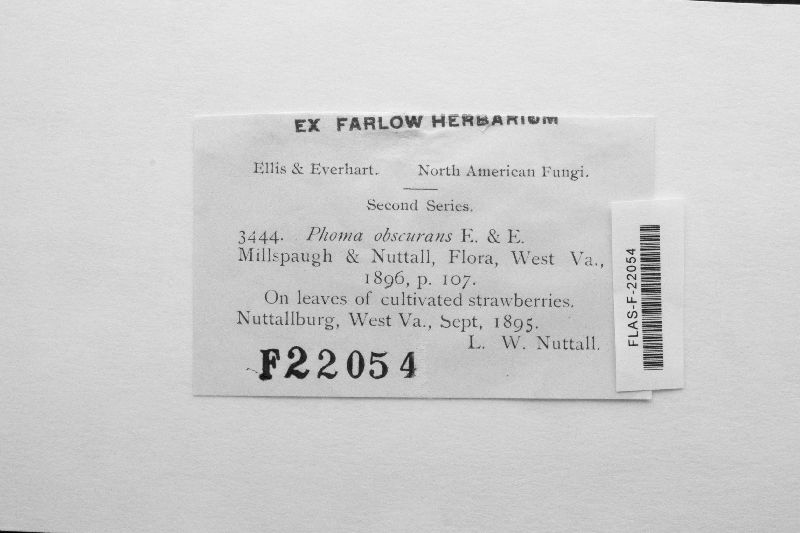 EX FARLOW HERBARIUM
Ellis & Everhart. North American Fungi.
Second Series.
3444. Phoma obscurans E. & E.
Millspaugh & Nuttall, Flora, West Va.,
1896, p. 107.
On leaves of cultivated strawberries.
Nuttallburg, West Va., Sept, 1895.
L. W. Nuttall.
F22054
FLAS-F-22054